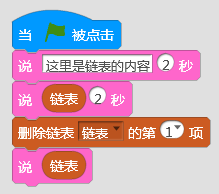 当 被点击
说 这里是链表的内容 2 秒
说 链表 2 秒
删除链表 链表 的第 1 项
说 链表